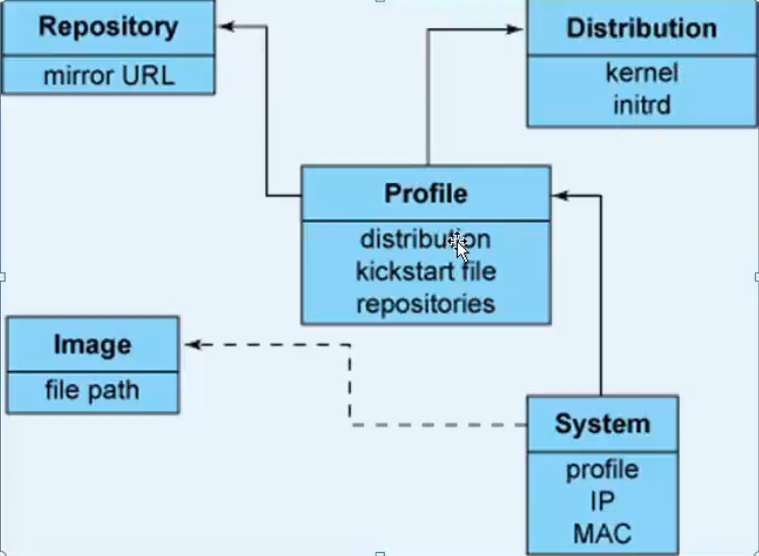 Repository
mirror URL
Distribution
kernel
initrd
Profile
distribution
kickstart file
repositories
Image
file path
System
profile
IP
MAC